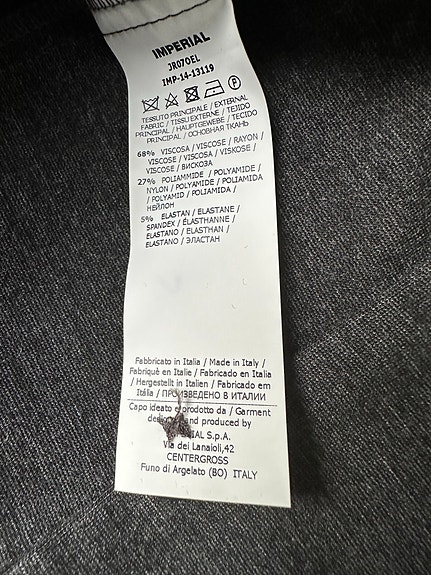 IMPERIAL
JR07OEL
IMP-14-13119
P
TESSUTO PRINCIPALE / EXTERNAL
FABRIC / TISSU EXTERNE / TEJIDO
PRINCIPAL / HAUPTGEWEBE / TECIDO
PRINCIPAL / ОСНОВНАЯ ТКАНЬ
68% VISCOSA / VISCOSE / RAYON /
VISCOSE / VISCOSA / VISKOSE /
VISCOSE / ВИСКОЗА
27% POLIAMMIDE / POLYAMIDE /
NYLON / POLYAMIDE / POLIAMIDA
/ POLYAMID / POLIAMIDA /
НЕЙЛОН
5% ELASTAN / ELASTANE /
SPANDEX / ÉLASTHANNE /
ELASTANO / ELASTHAN /
ELASTANO / ЭЛАСТАН
Fabbricato in Italia / Made in Italy /
Fabriqué en Italie / Fabricado en Italia
/ Hergestellt in Italien / Fabricado em
Itália / ПРОИЗВЕДЕНО В ИТАЛИИ
Capo ideato e prodotto da / Garment
and produced by
S.p.A.
Via dei Lanaioli,42
CENTERGROSS
Funo di Argelato (BO) ITALY